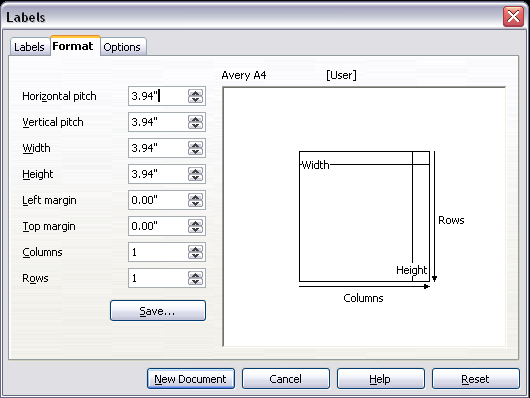 Labels
Labels Format Options
Avery A4 [User]
Horizontal pitch 3.94"
Vertical pitch 3.94"
Width 3.94"
Height 3.94"
Left margin 0.00"
Top margin 0.00"
Columns 1
Rows 1
Save...
Width
Rows
Height
Columns
New Document Cancel Help Reset